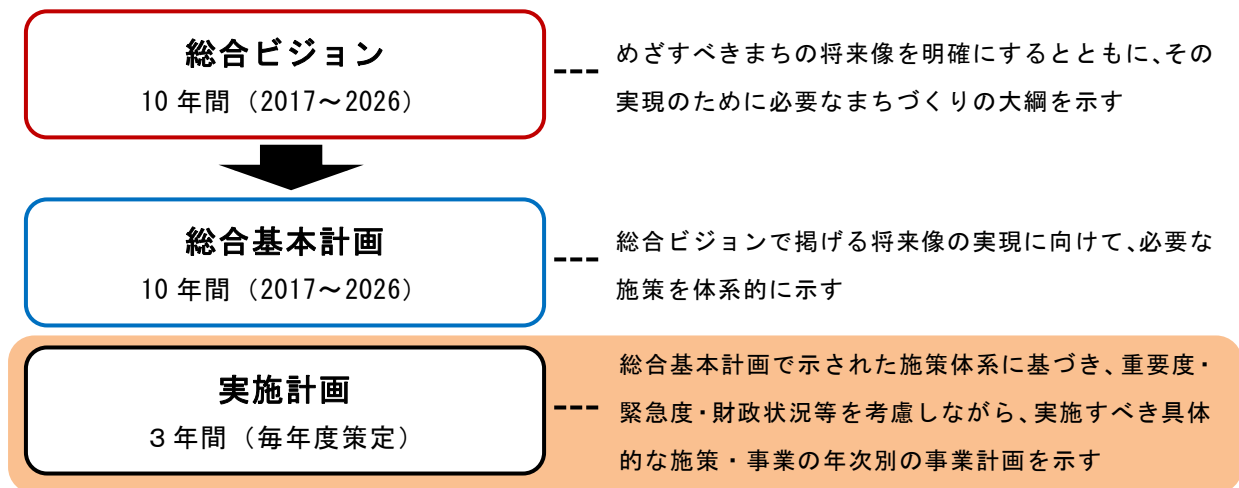 総合ビジョン
10年間（2017～2026）
--- めざすべきまちの将来像を明確にするとともに、その
実現のために必要なまちづくりの大綱を示す
総合基本計画
10年間（2017～2026）
--- 総合ビジョンで掲げる将来像の実現に向けて、必要な
施策を体系的に示す
実施計画
３年間（毎年度策定）
--- 総合基本計画で示された施策体系に基づき、重要度・
緊急度・財政状況等を考慮しながら、実施すべき具体
的な施策・事業の年次別の事業計画を示す